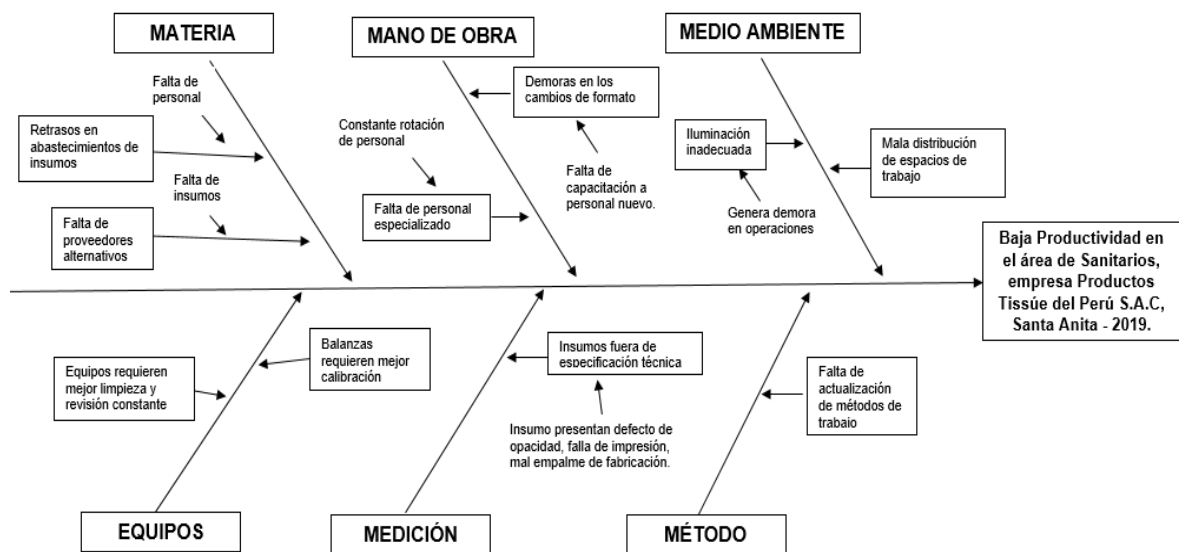 MATERIA
MANO DE OBRA
MEDIO AMBIENTE
Falta de
personal
Retrasos en
abastecimientos de
insumos
Falta de
insumos
Falta de
proveedores
alternativos
Demoras en los
cambios de formato
Constante rotación
de personal
Falta de
capacitación a
personal nuevo.
Falta de personal
especializado
Iluminación
inadecuada
Mala distribución
de espacios de
trabajo
Genera demora
en operaciones
Baja Productividad en
el área de Sanitarios,
empresa Productos
Tissúe del Perú S.A.C,
Santa Anita - 2019.
Balanzas
requieren mejor
calibración
Equipos requieren
mejor limpieza y
revisión constante
Insumos fuera de
especificación técnica
Insumo presentan defecto de
opacidad, falla de impresión,
mal empalme de fabricación.
Falta de
actualización
de métodos de
trabajo
EQUIPOS
MEDICIÓN
MÉTODO